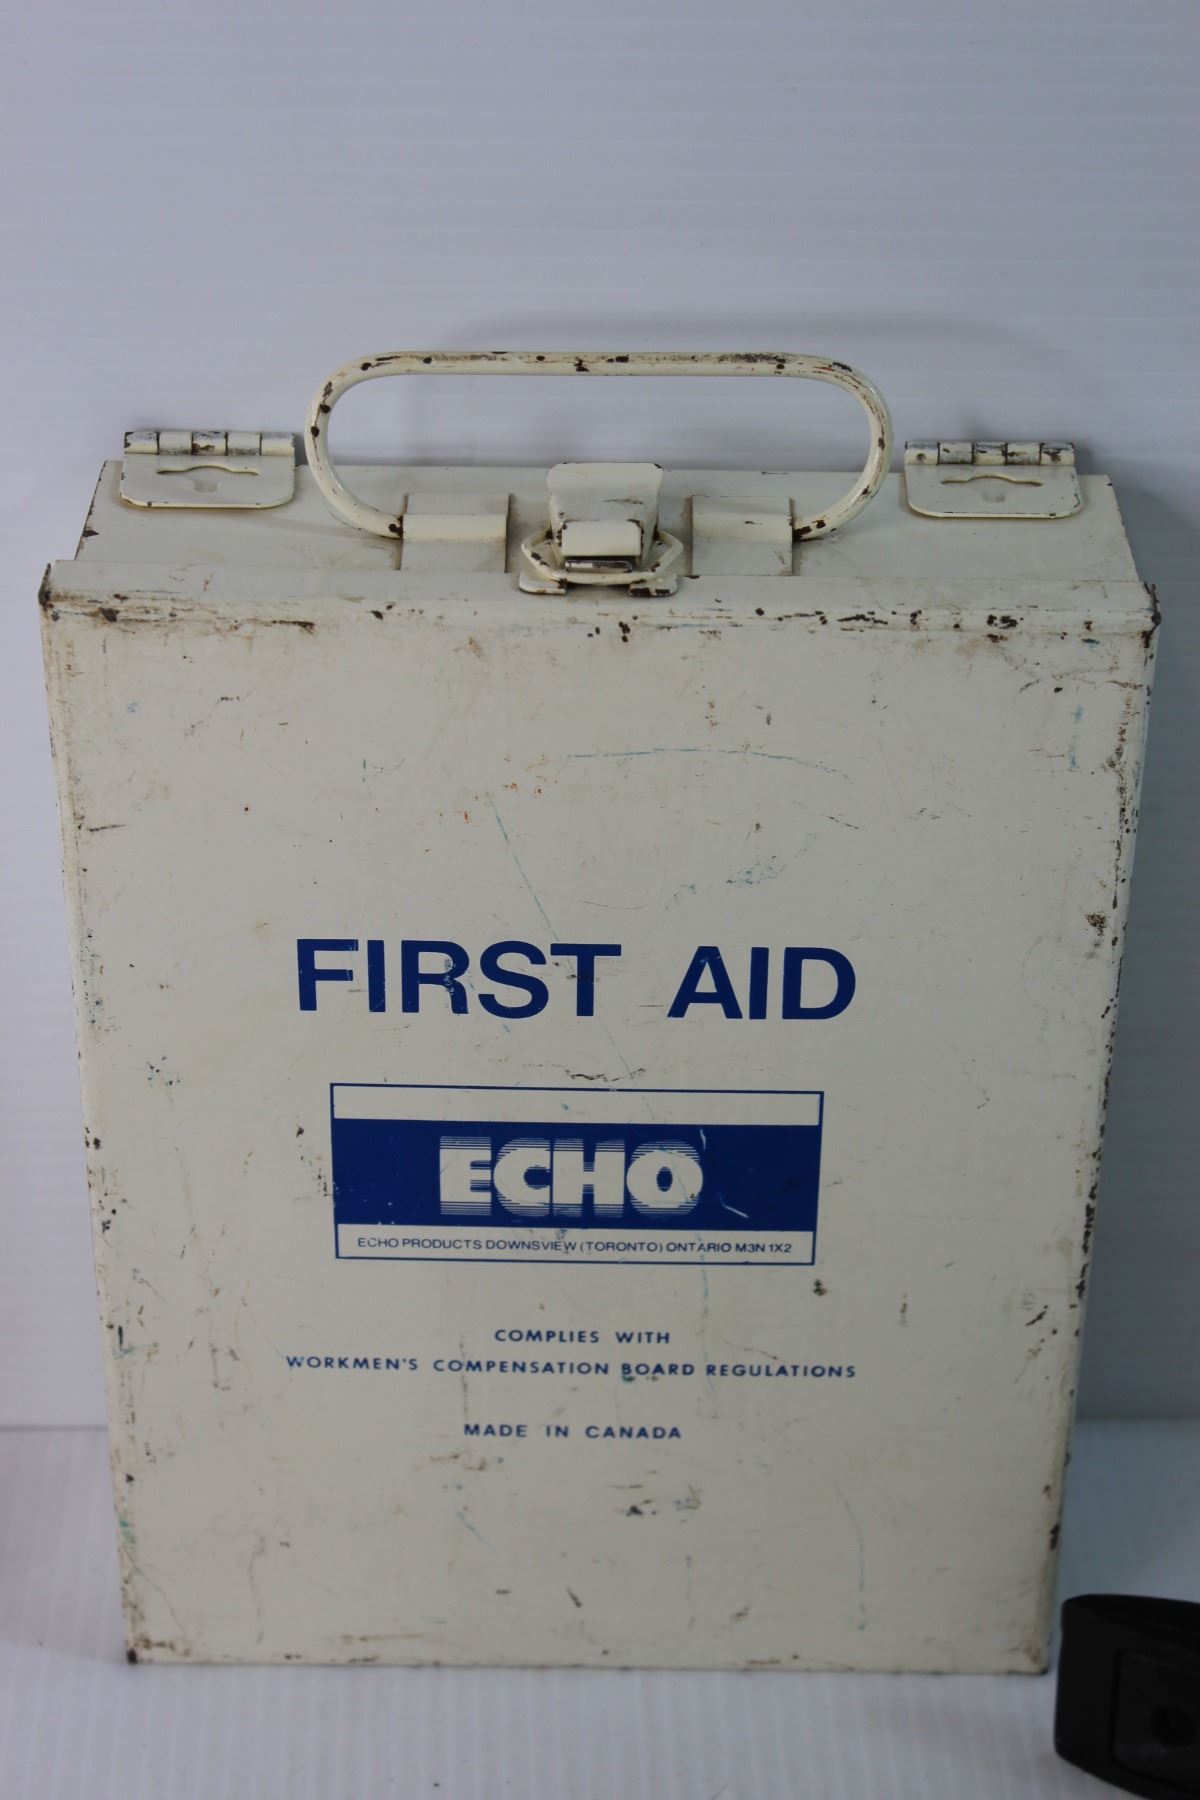 FIRST AID
ECHO
ECHO PRODUCTS DOWNSVIEW (TORONTO) ONTARIO M3N 1X2
COMPLIES WITH
WORKMEN'S COMPENSATION BOARD REGULATIONS
MADE IN CANADA